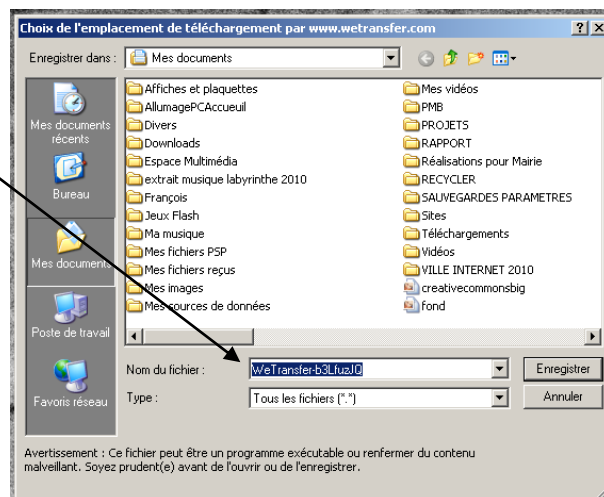 Choix de l'emplacement de téléchargement par www.wetransfer.com
Enregistrer dans :
Mes documents
Mes documents récents
Bureau
Mes documents
Poste de travail
Favoris réseau
Affiches et plaquettes
AllumagePCAccueuil
Divers
Downloads
Espace Multimédia
extrait musique labyrinthe 2010
François
Jeux Flash
Ma musique
Mes fichiers PSP
Mes fichiers reçus
Mes images
Mes sources de données
Mes vidéos
PMB
PROJETS
RAPPORT
Réalisations pour Mairie
RECYCLER
SAUVEGARDES PARAMETRES
Sites
Téléchargements
Vidéos
VILLE INTERNET 2010
creativecommonsbig
fond
Nom du fichier :
WeTransfer-b3LfuzJQ
Enregistrer
Type :
Tous les fichiers (*.*)
Annuler
Avertissement : Ce fichier peut être un programme exécutable ou renfermer du contenu
malveillant. Soyez prudent(e) avant de l'ouvrir ou de l'enregistrer.